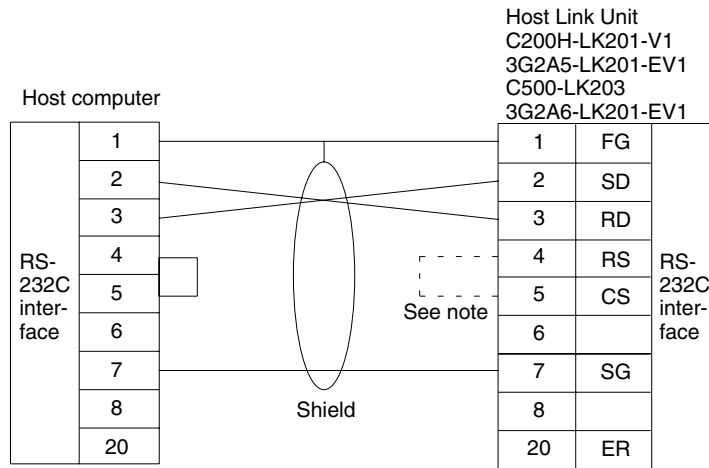 Host Link Unit
C200H-LK201-V1
3G2A5-LK201-EV1
C500-LK203
3G2A6-LK201-EV1
Host computer
RS-
232C
inter-
face
1
2
3
4
5
6
7
8
20
See note
Shield
1 FG
2 SD
3 RD
4 RS
5 CS
6
7 SG
8
20 ER
RS-
232C
inter-
face